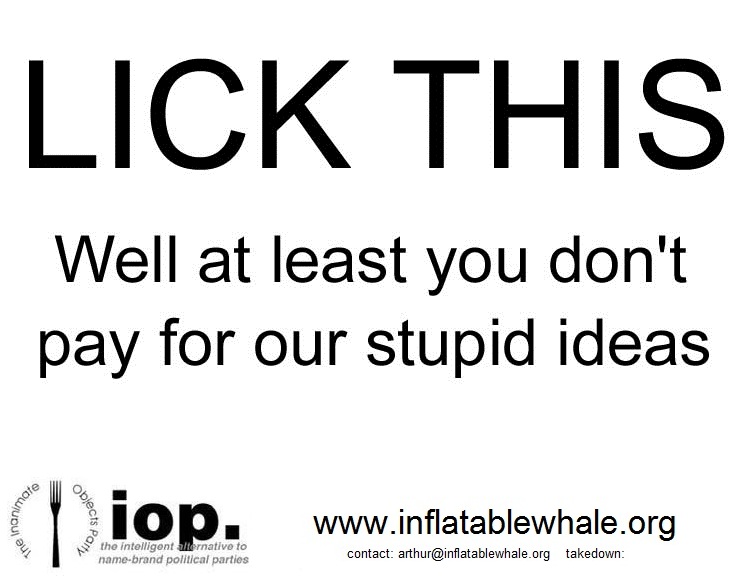 LICK THIS
Well at least you don't
pay for our stupid ideas
The Inanimate Objects Party
iop.
the intelligent alternative to
name-brand political parties
www.inflatablewhale.org
contact: arthur@inflatablewhale.org takedown: